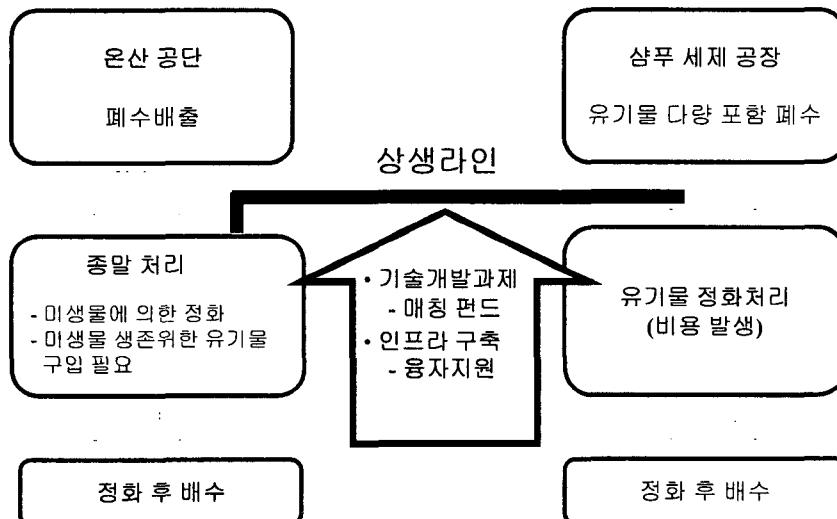 온산 공단
폐수배출
샴푸 세제 공장
유기물 다량 포함 폐수
상생라인
종말 처리
- 미생물에 의한 정화
- 미생물 생존위한 유기물
구입 필요
• 기술개발과제
- 매칭 펀드
• 인프라 구축
- 융자지원
유기물 정화처리
(비용 발생)
정화 후 배수
정화 후 배수